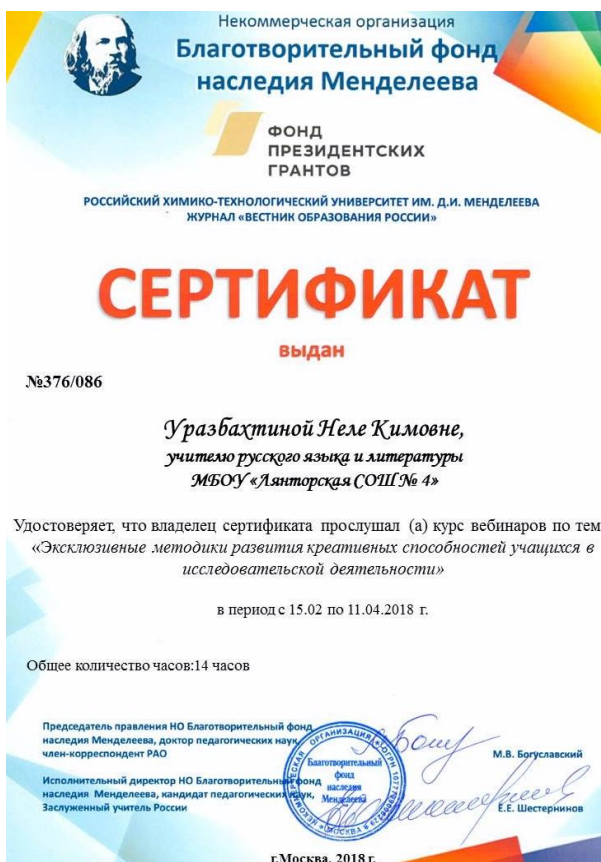 Некоммерческая организация
Благотворительный фонд
наследия Менделеева
ФОНД
ПРЕЗИДЕНТСКИХ
ГРАНТОВ
РОССИЙСКИЙ ХИМИКО-ТЕХНОЛОГИЧЕСКИЙ УНИВЕРСИТЕТ ИМ. Д.И. МЕНДЕЛЕЕВА
ЖУРНАЛ «ВЕСТНИК ОБРАЗОВАНИЯ РОССИИ»
СЕРТИФИКАТ
выдан
№376/086
Уразбахтиной Неле Кимовне,
учителю русского языка и литературы
МБОУ «Лянторская СОШ № 4»
Удостоверяет, что владелец сертификата прослушал (а) курс вебинаров по тем
«Эксклюзивные методики развития креативных способностей учащихся в
исследовательской деятельности»
в период с 15.02 по 11.04.2018 г.
Общее количество часов:14 часов
Председатель правления НО Благотворительный фонд
наследия Менделеева, доктор педагогических наук,
член-корреспондент РАО
М.В. Богуславский
Исполнительный директор НО Благотворительный фонд
наследия Менделеева, кандидат педагогических наук,
Заслуженный учитель России
Е.Е. Шестернинов
Благотворительный
фонд
наследия
Менделеева
г.Москва, 2018 г.